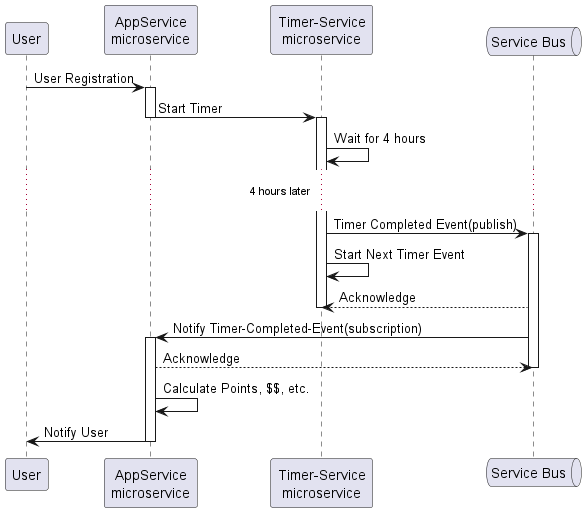 User
AppService
microservice
Timer-Service
microservice
Service Bus
User Registration
Start Timer
Wait for 4 hours
4 hours later
Timer Completed Event(publish)
Start Next Timer Event
Acknowledge
Notify Timer-Completed-Event(subscription)
Acknowledge
Calculate Points, $$, etc.
Notify User
User
AppService
microservice
Timer-Service
microservice
Service Bus